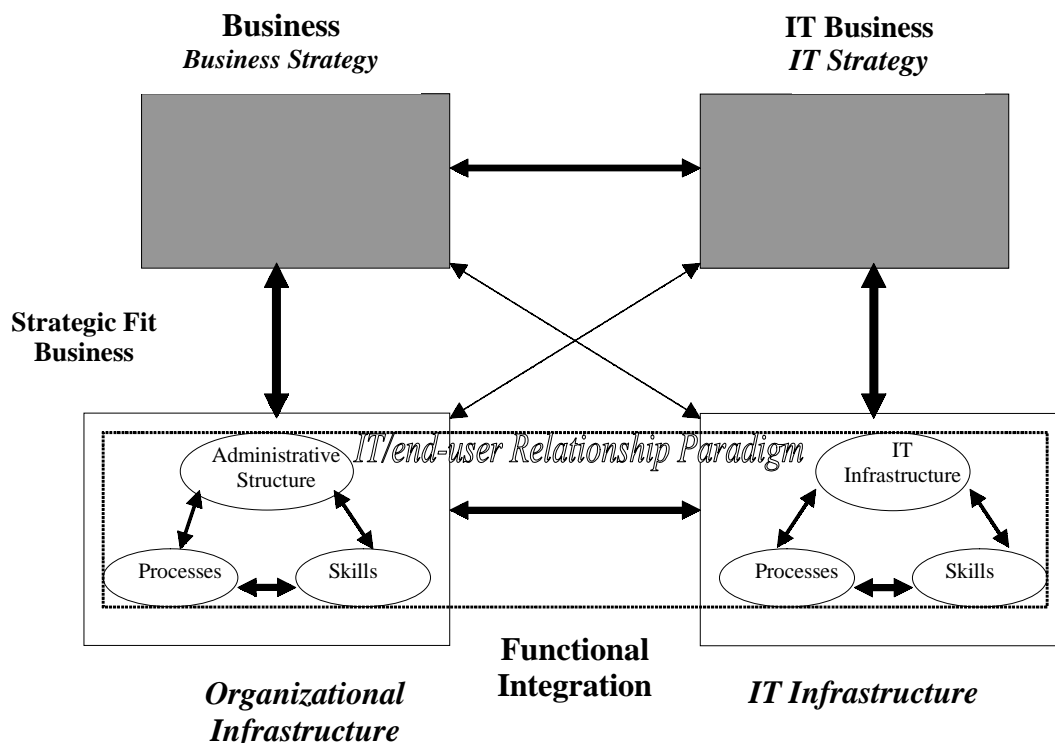 Business
Business Strategy
IT Business
IT Strategy
Strategic Fit
Business
IT/end-user Relationship Paradigm
Administrative
Structure
Processes
Skills
IT
Infrastructure
Processes
Skills
Functional
Integration
Organizational
Infrastructure
IT Infrastructure